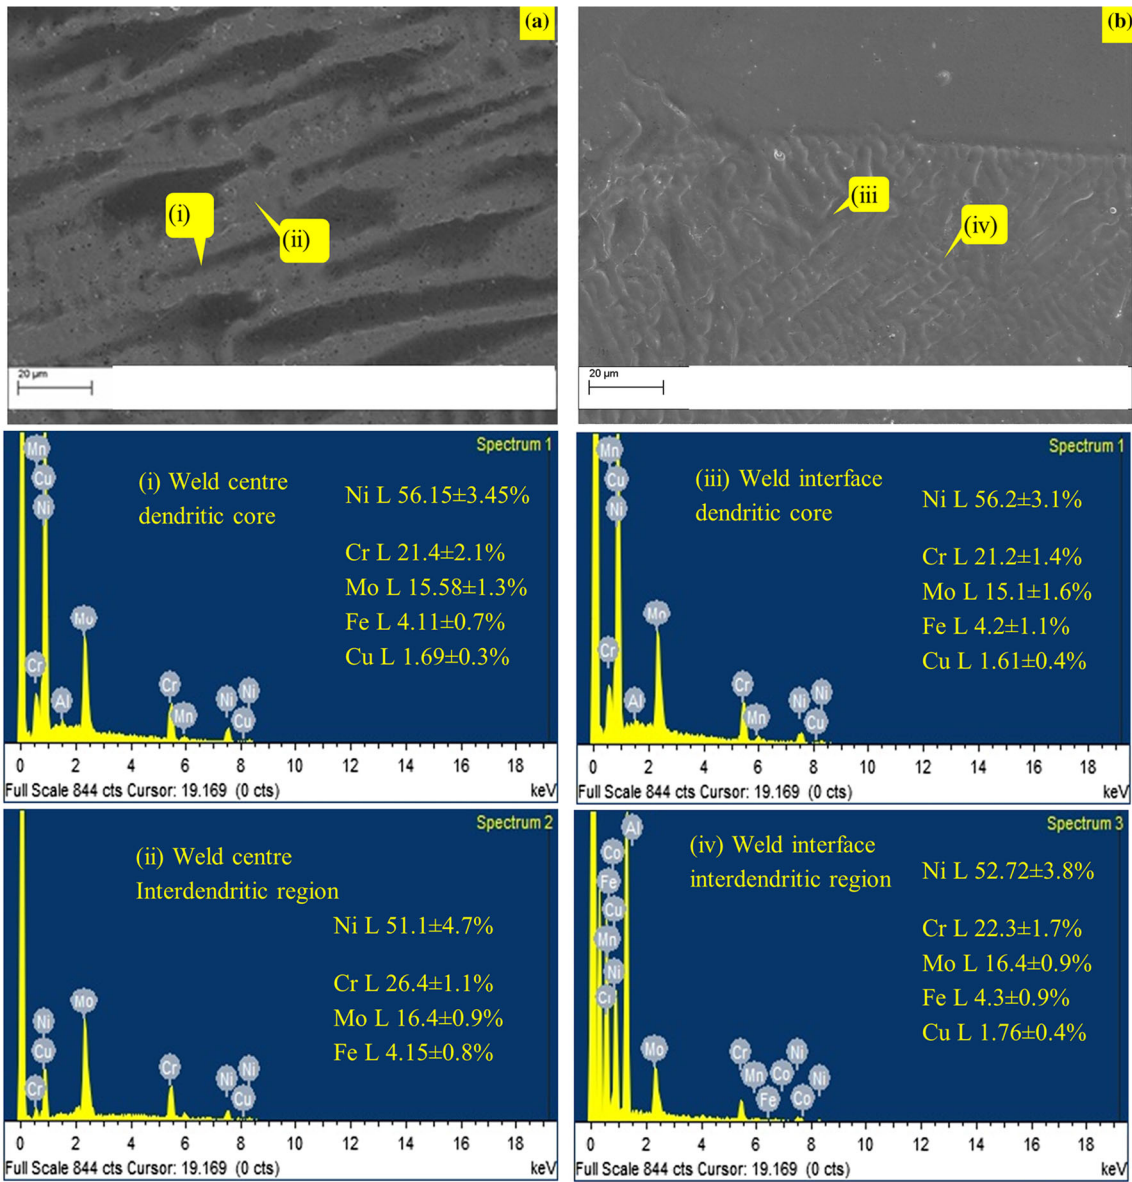 (a)
(i)
(ii)
20 µm
(b)
(iii
(iv)
20 µm
Spectrum 1
(i) Weld centre
dendritic core
Ni L 56.15±3.45%
Cr L 21.4±2.1%
Mo L 15.58±1.3%
Fe L 4.11±0.7%
Cu L 1.69±0.3%
Mn
Cu
Ni
Mo
Cr
Al
Cr
Mn
Ni
Ni
Cu
0 2 4 6 8 10 12 14 16 18
Full Scale 844 cts Cursor: 19.169 (0 cts) keV
Spectrum 1
(iii) Weld interface
dendritic core
Ni L 56.2±3.1%
Cr L 21.2±1.4%
Mo L 15.1±1.6%
Fe L 4.2±1.1%
Cu L 1.61±0.4%
Mn
Cu
Ni
Mo
Cr
Al
Cr
Mn
Ni
Ni
Cu
0 2 4 6 8 10 12 14 16 18
Full Scale 844 cts Cursor: 19.169 (0 cts) keV
Spectrum 2
(ii) Weld centre
Interdendritic region
Ni L 51.1±4.7%
Cr L 26.4±1.1%
Mo L 16.4±0.9%
Fe L 4.15±0.8%
Ni
Cu
Cr
Mo
Cr
Ni
Ni
Cu
0 2 4 6 8 10 12 14 16 18
Full Scale 844 cts Cursor: 19.169 (0 cts) keV
Spectrum 3
(iv) Weld interface
interdendritic region
Ni L 52.72±3.8%
Cr L 22.3±1.7%
Mo L 16.4±0.9%
Fe L 4.3±0.9%
Cu L 1.76±0.4%
Al
Co
Fe
Cu
Mn
Ni
Cr
Mo
Cr
Mn
Fe
Co
Ni
Co
Ni
0 2 4 6 8 10 12 14 16 18
Full Scale 844 cts Cursor: 19.169 (0 cts) keV